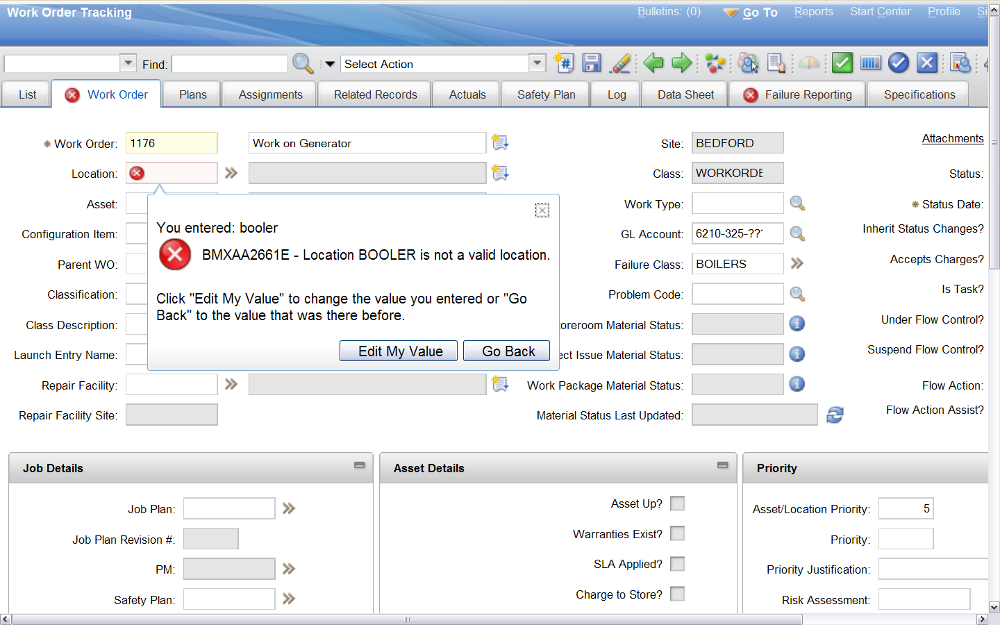 Work Order Tracking
Bulletins: (0)
Go To
Reports
Start Center
Profile
Find:
Select Action
List
Work Order
Plans
Assignments
Related Records
Actuals
Safety Plan
Log
Data Sheet
Failure Reporting
Specifications
Work Order: 1176
Work on Generator
Site: BEDFORD
Attachments
Location:
Class: WORKORDE
Status:
Asset:
Work Type:
Status Date:
Configuration Item:
GL Account: 6210-325-???
Inherit Status Changes?
Parent WO:
Failure Class: BOILERS
Accepts Charges?
Classification:
Problem Code:
Is Task?
Class Description:
toreroom Material Status:
Under Flow Control?
Launch Entry Name:
ect Issue Material Status:
Suspend Flow Control?
Repair Facility:
Work Package Material Status:
Flow Action:
Repair Facility Site:
Material Status Last Updated:
Flow Action Assist?
You entered: booler
BMXAA2661E - Location BOOLER is not a valid location.
Click "Edit My Value" to change the value you entered or "Go
Back" to the value that was there before.
Edit My Value
Go Back
Job Details
Job Plan:
Job Plan Revision #:
PM:
Safety Plan:
Asset Details
Asset Up?
Warranties Exist?
SLA Applied?
Charge to Store?
Priority
Asset/Location Priority: 5
Priority:
Priority Justification:
Risk Assessment: